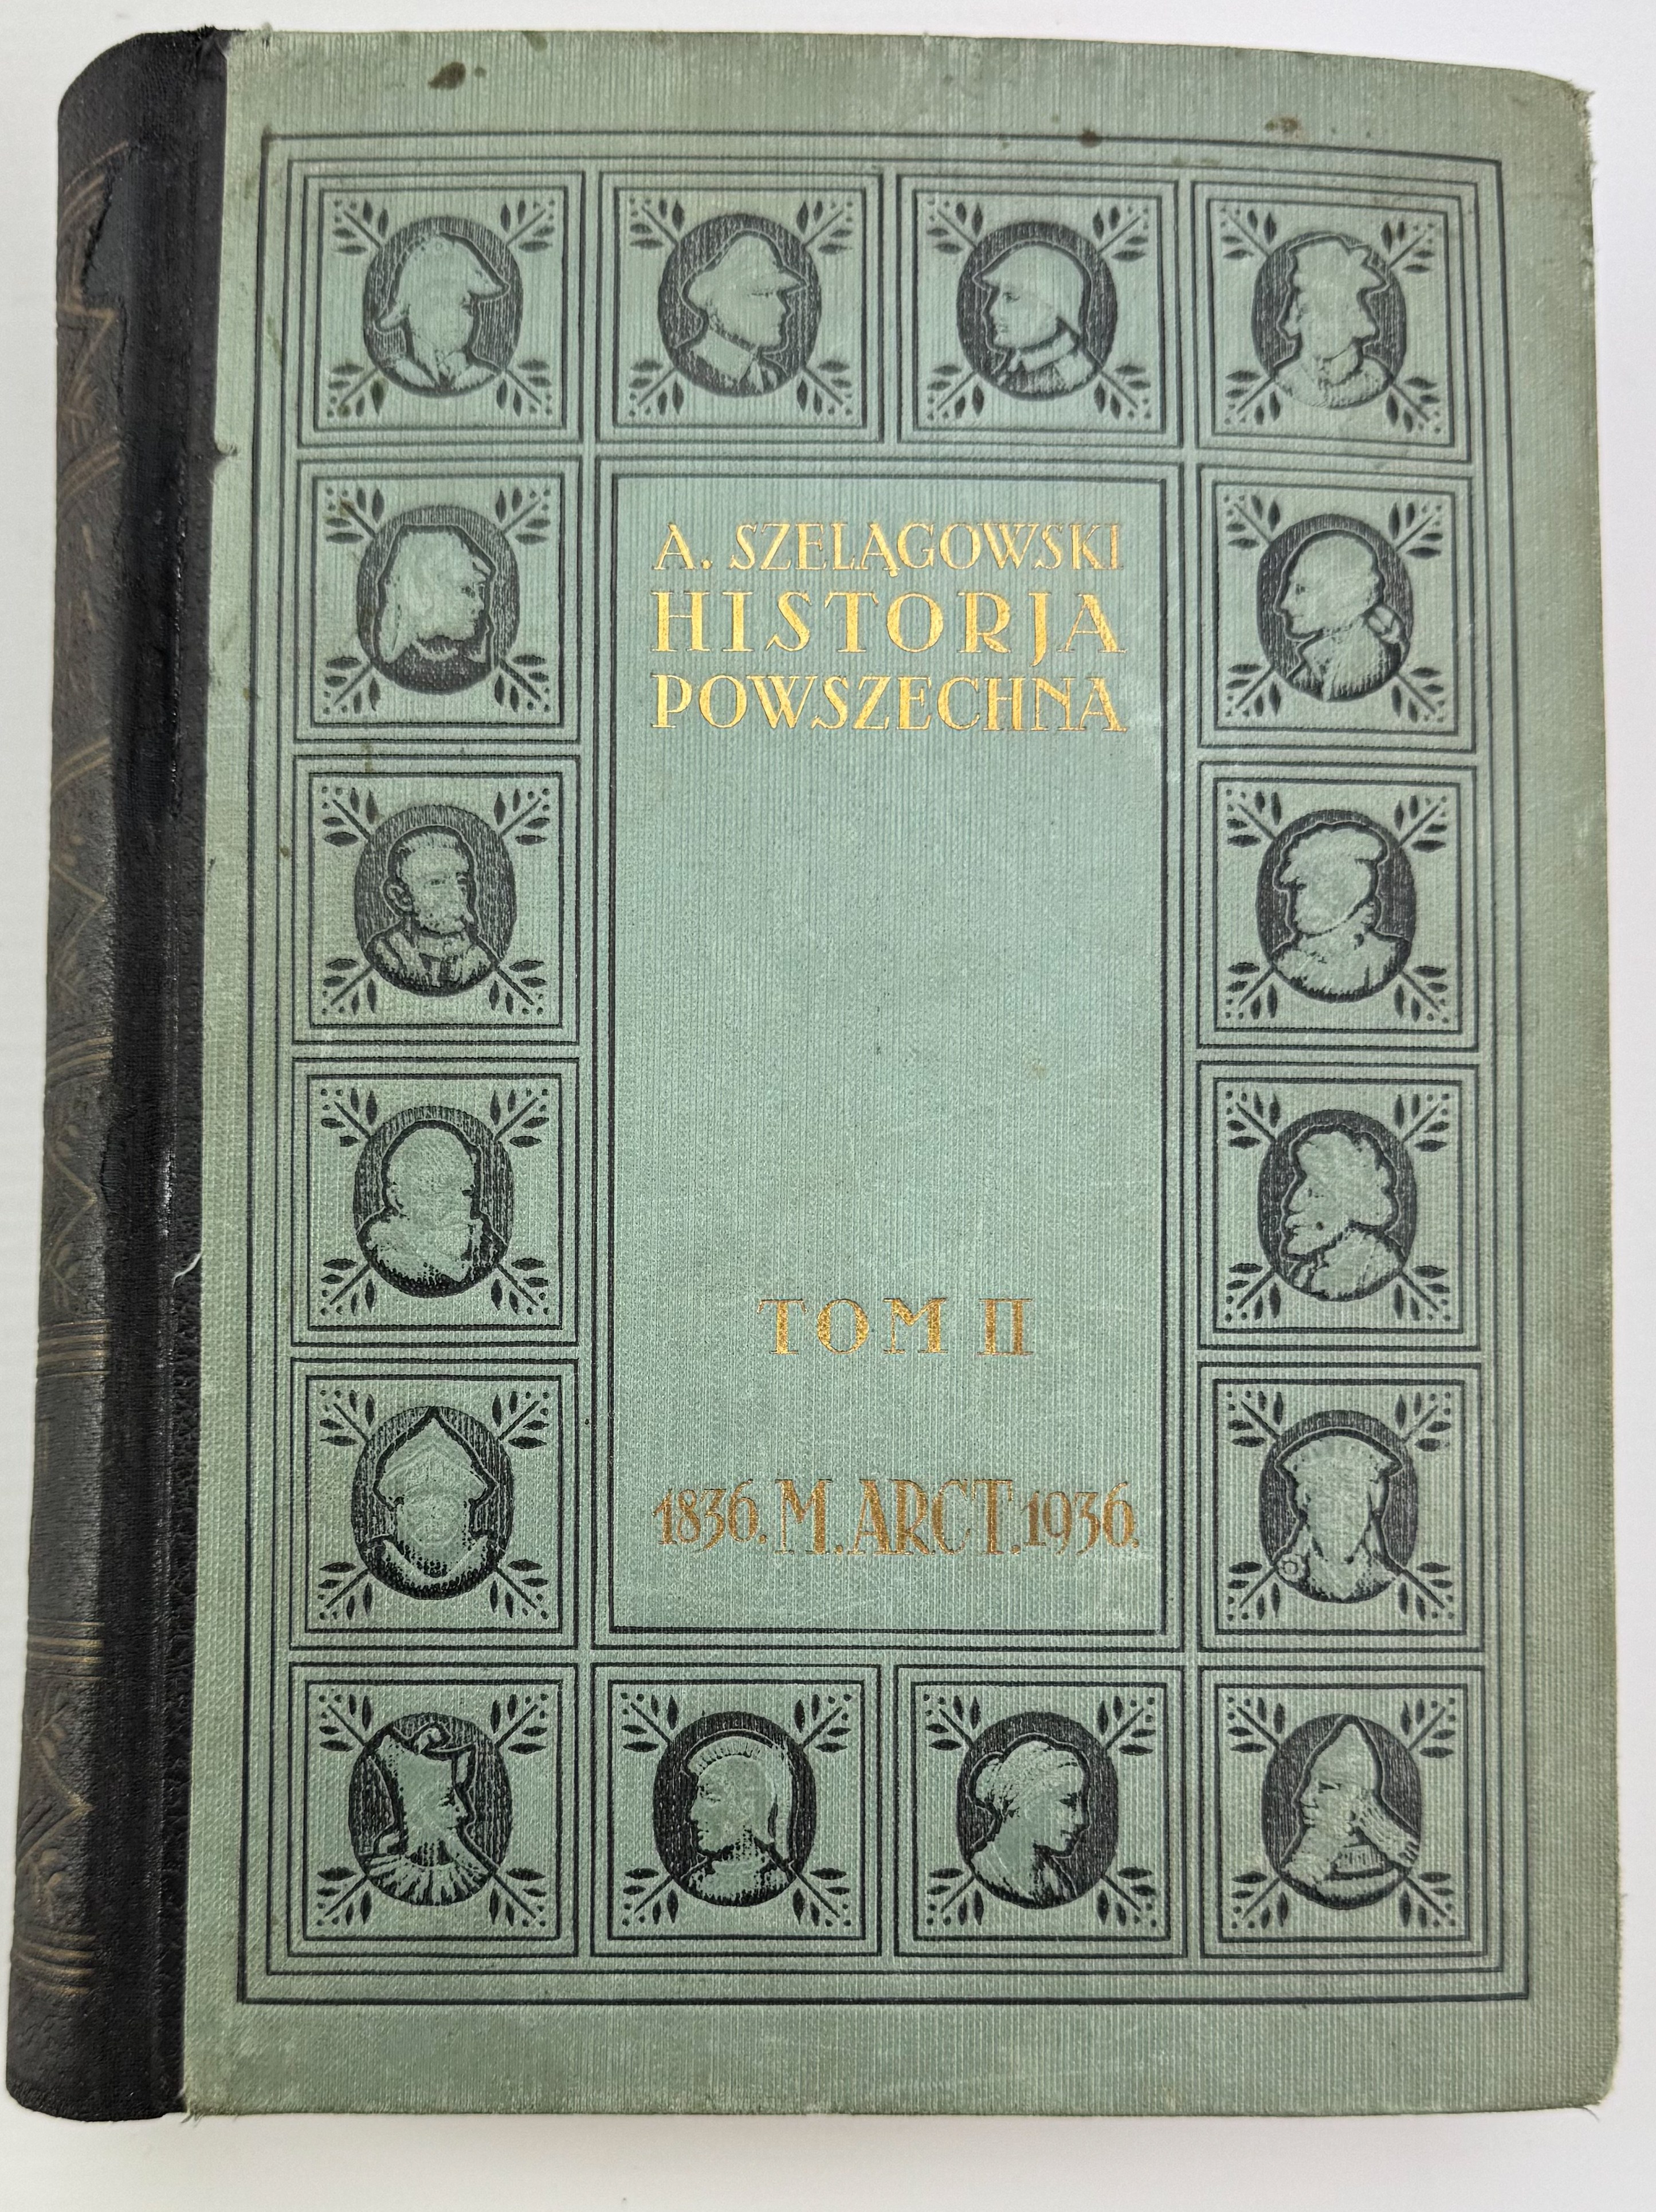 A. SZELĄGOWSKI
HISTORJA
POWSZECHNA
TOM II
1836. M. ARCT. 1936.